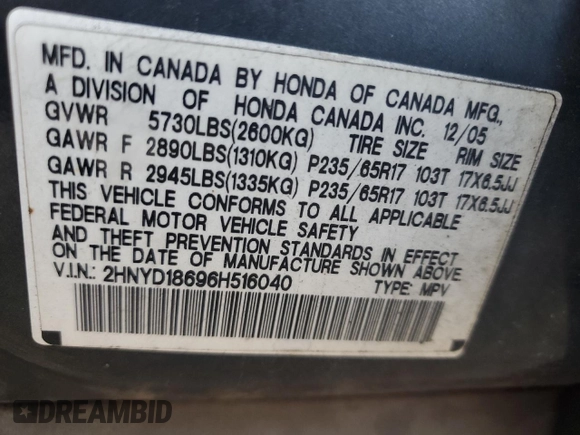 MFD. IN CANADA BY HONDA OF CANADA MFG.,
A DIVISION OF HONDA CANADA INC. 12/05
GVWR 5730LBS(2600KG) TIRE SIZE RIM SIZE
GAWR F 2890LBS(1310KG) P235/65R17 103T 17X6.5JJ
GAWR R 2945LBS(1335KG) P235/65R17 103T 17X6.5JJ
THIS VEHICLE CONFORMS TO ALL APPLICABLE
FEDERAL MOTOR VEHICLE SAFETY
AND THEFT PREVENTION STANDARDS IN EFFECT
ON THE DATE OF MANUFACTURE SHOWN ABOVE.
V.I.N.: 2HNYD18696H516040 TYPE: MPV
DREAMBID